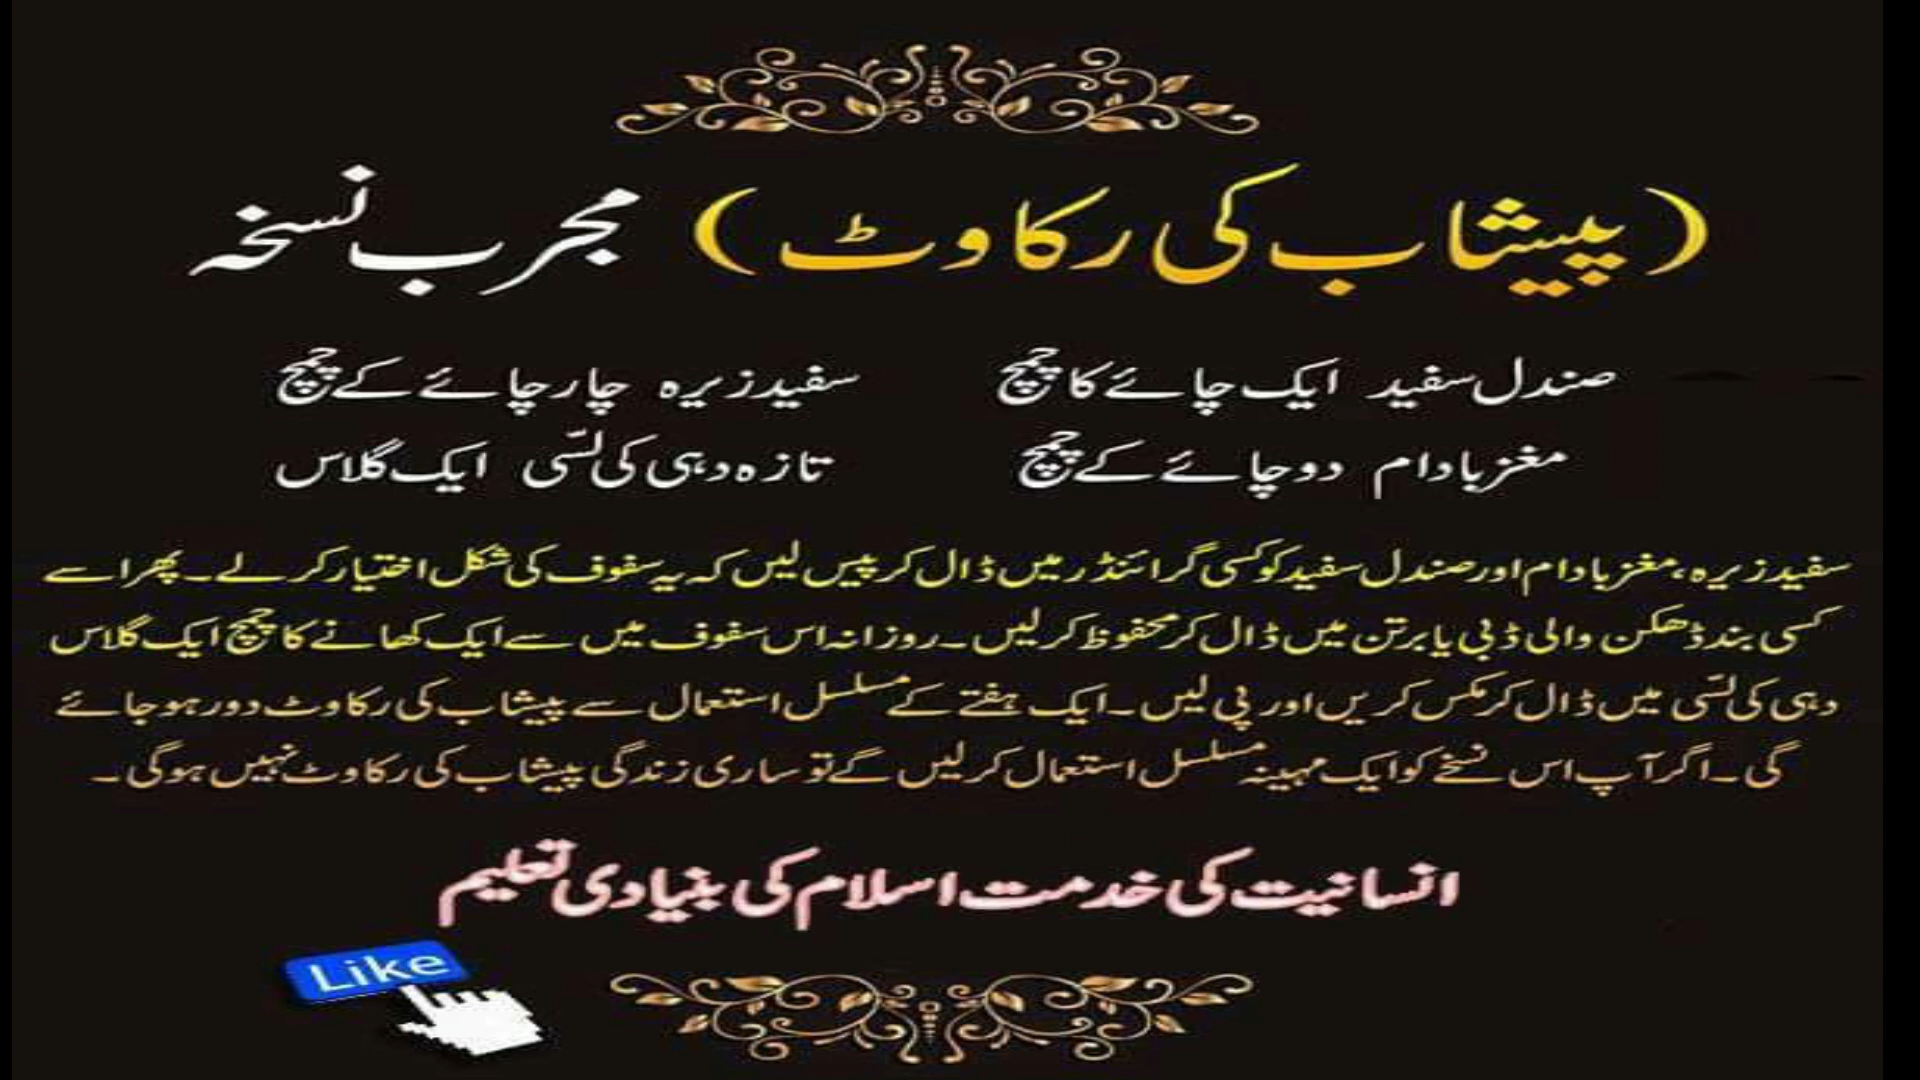 (پیشاب کی رکاوٹ) مجرب نسخہ
صندل سفید ایک چائے کا چمچ
سفید زیرہ چار چائے کے چمچ
مغز بادام دو چائے کے چمچ
تازہ دہی کی لسّی ایک گلاس
سفید زیرہ، مغز بادام اور صندل سفید کو کسی گرائنڈر میں ڈال کر پیس لیں کہ یہ سفوف کی شکل اختیار کر لے۔ پھر اسے
کسی بند ڈھکن والی ڈبی یا برتن میں ڈال کر محفوظ کر لیں۔ روزانہ اس سفوف میں سے ایک کھانے کا چمچ ایک گلاس
دہی کی لسّی میں ڈال کر مکس کریں اور پی لیں۔ ایک ہفتے کے مسلسل استعمال سے پیشاب کی رکاوٹ دور ہو جائے
گی۔ اگر آپ اس نسخے کو ایک مہینہ مسلسل استعمال کر لیں گے تو ساری زندگی پیشاب کی رکاوٹ نہیں ہوگی۔
انسانیت کی خدمت اسلام کی بنیادی تعلیم
Like